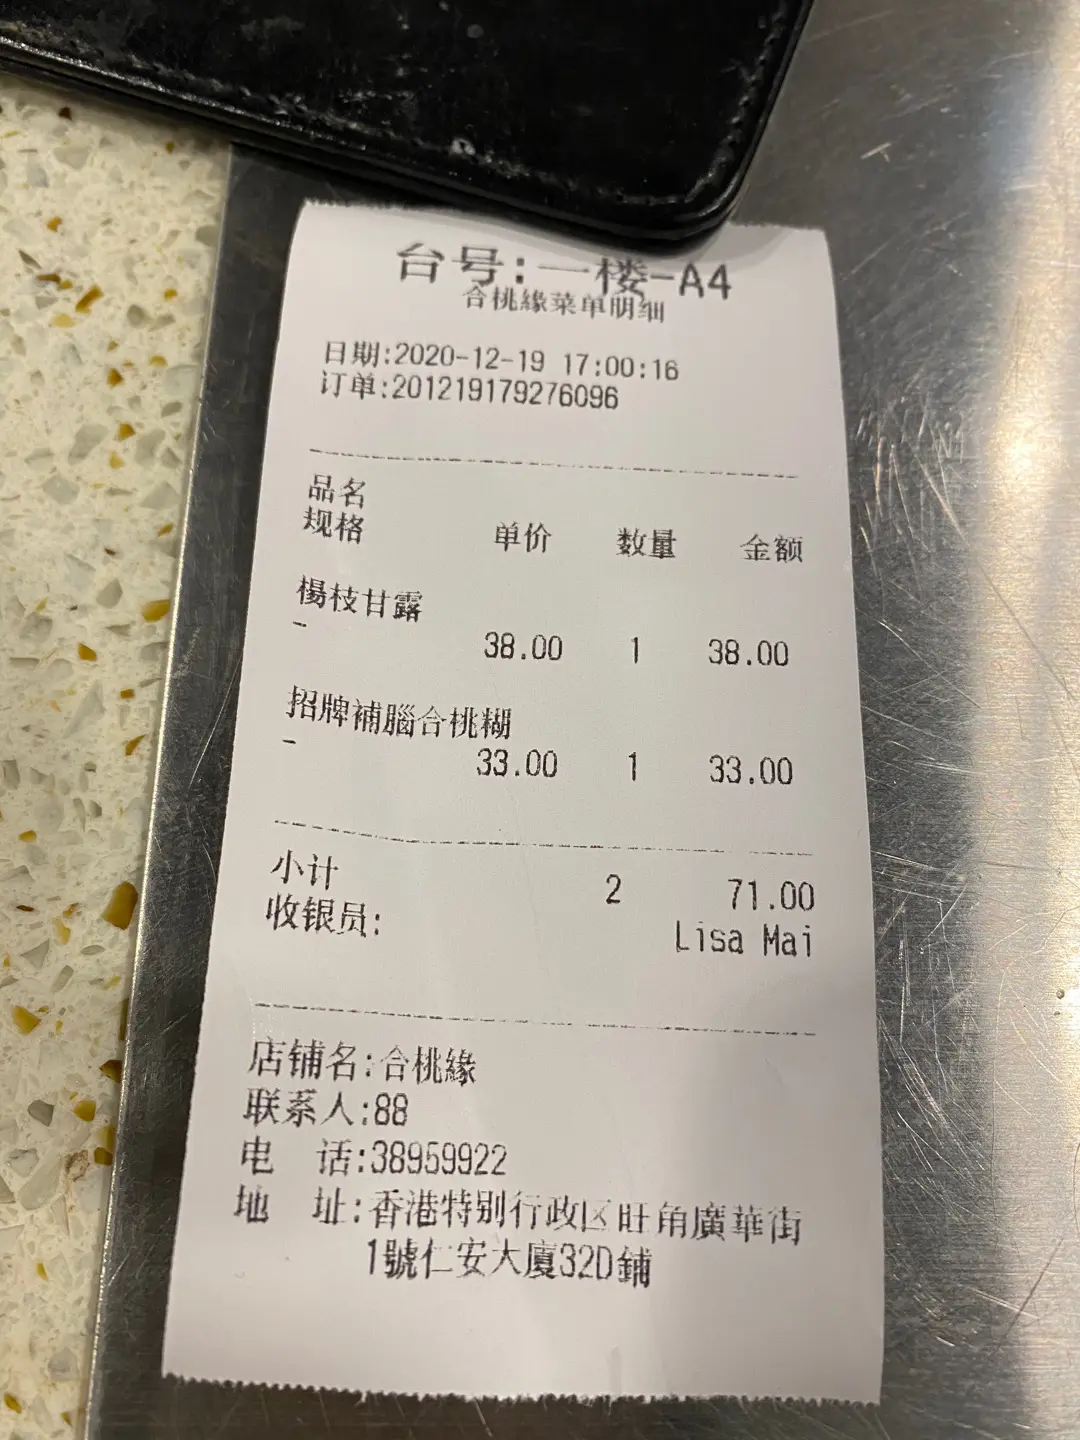 台号:一楼-A4
合桃緣菜单明细
日期:2020-12-19 17:00:16
订单:201219179276096
品名
规格 单价 数量 金额
楊枝甘露
-
38.00 1 38.00
招牌補腦合桃糊
-
33.00 1 33.00
小计 2 71.00
收银员: Lisa Mai
店铺名:合桃緣
联系人:88
电 话:38959922
地 址:香港特别行政区旺角廣華街
1號仁安大廈32D鋪